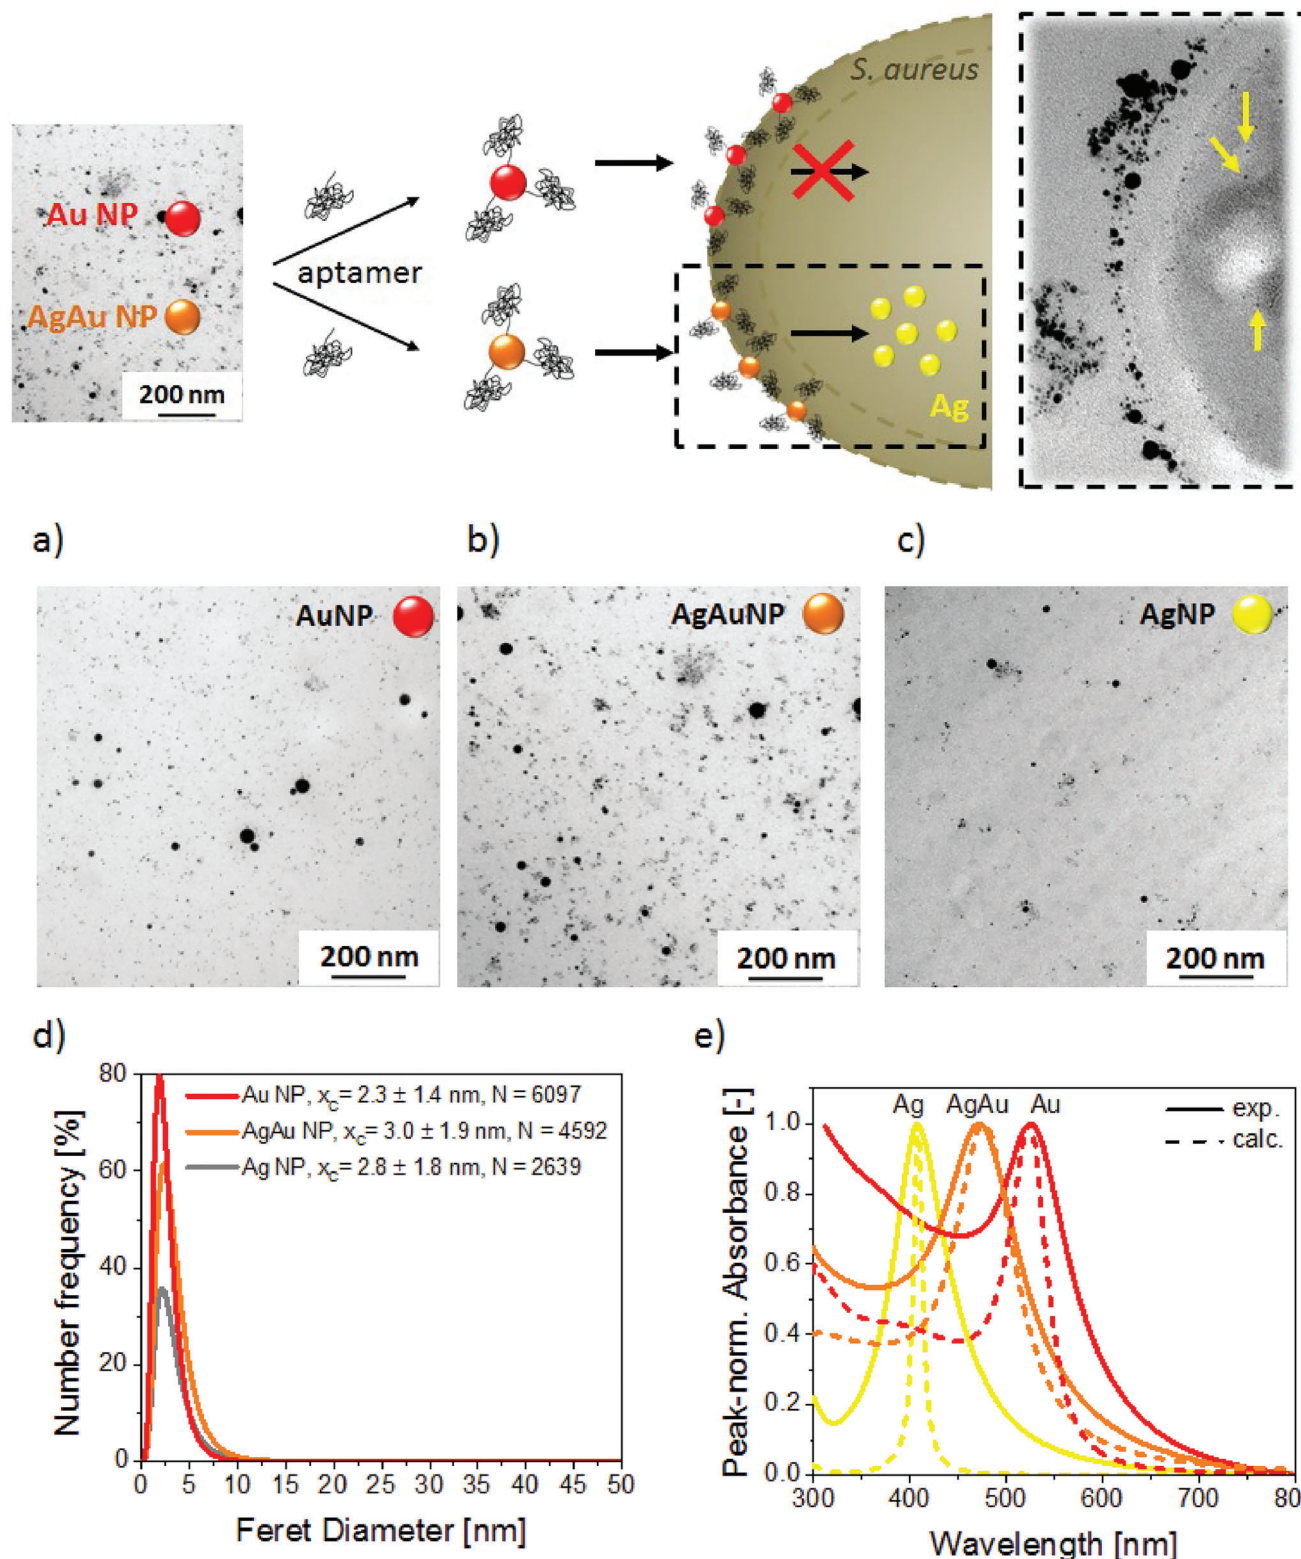 S. aureus
Au NP
aptamer
AgAu NP
200 nm
Ag
a)
b)
c)
AuNP
AgAuNP
AgNP
200 nm
200 nm
200 nm
d)
e)
80
60
40
20
0
Number frequency [%]
Au NP, xc= 2.3 ± 1.4 nm, N = 6097
AgAu NP, xc= 3.0 ± 1.9 nm, N = 4592
Ag NP, xc= 2.8 ± 1.8 nm, N = 2639
0 5 10 15 20 25 30 35 40 45 50
Feret Diameter [nm]
Peak-norm. Absorbance [-]
1.0
0.8
0.6
0.4
0.2
0.0
Ag AgAu Au
exp.
calc.
300 400 500 600 700 80
Wavelength [nm]